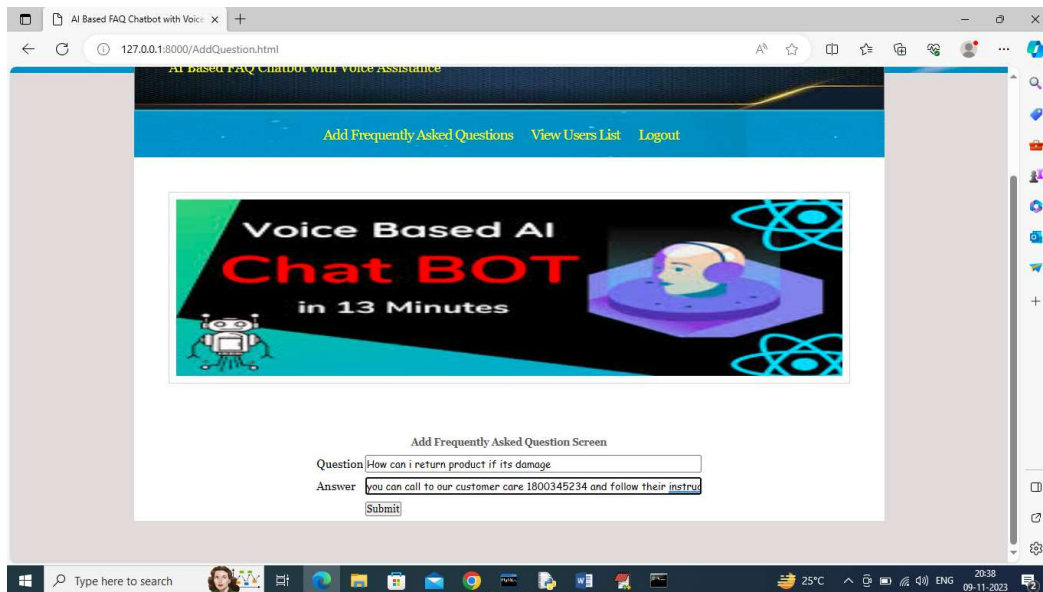 AI Based FAQ Chatbot with Voice
127.0.0.1:8000/AddQuestion.html
AI Based FAQ Chatbot with Voice Assistance
Add Frequently Asked Questions View Users List Logout
Voice Based AI
Chat BOT
in 13 Minutes
Add Frequently Asked Question Screen
Question How can i return product if its damage
Answer you can call to our customer care 1800345234 and follow their instruc
Submit
Type here to search
25°C ENG 20:38
09-11-2023
2